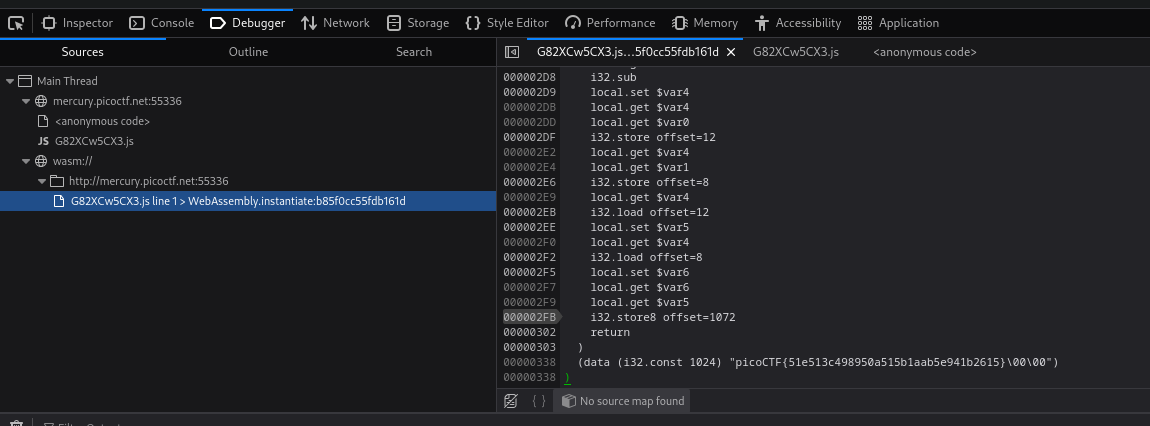 Inspector Console Debugger Network Storage Style Editor Performance Memory Accessibility Application
Sources Outline Search
G82XCw5CX3.js...5f0cc55fdb161d G82XCw5CX3.js <anonymous code>
Main Thread
mercury.picoctf.net:55336
<anonymous code>
JS G82XCw5CX3.js
wasm://
http://mercury.picoctf.net:55336
G82XCw5CX3.js line 1 > WebAssembly.instantiate:b85f0cc55fdb161d
000002D8 i32.sub
000002D9 local.set $var4
000002DB local.get $var4
000002DD local.get $var0
000002DF i32.store offset=12
000002E2 local.get $var4
000002E4 local.get $var1
000002E6 i32.store offset=8
000002E9 local.get $var4
000002EB i32.load offset=12
000002EE local.set $var5
000002F0 local.get $var4
000002F2 i32.load offset=8
000002F5 local.set $var6
000002F7 local.get $var6
000002F9 local.get $var5
000002FB i32.store8 offset=1072
00000302 return
00000303 )
00000338 (data (i32.const 1024) "picoCTF{51e513c498950a515b1aab5e941b2615}\00\00")
00000338 )
{ } No source map found